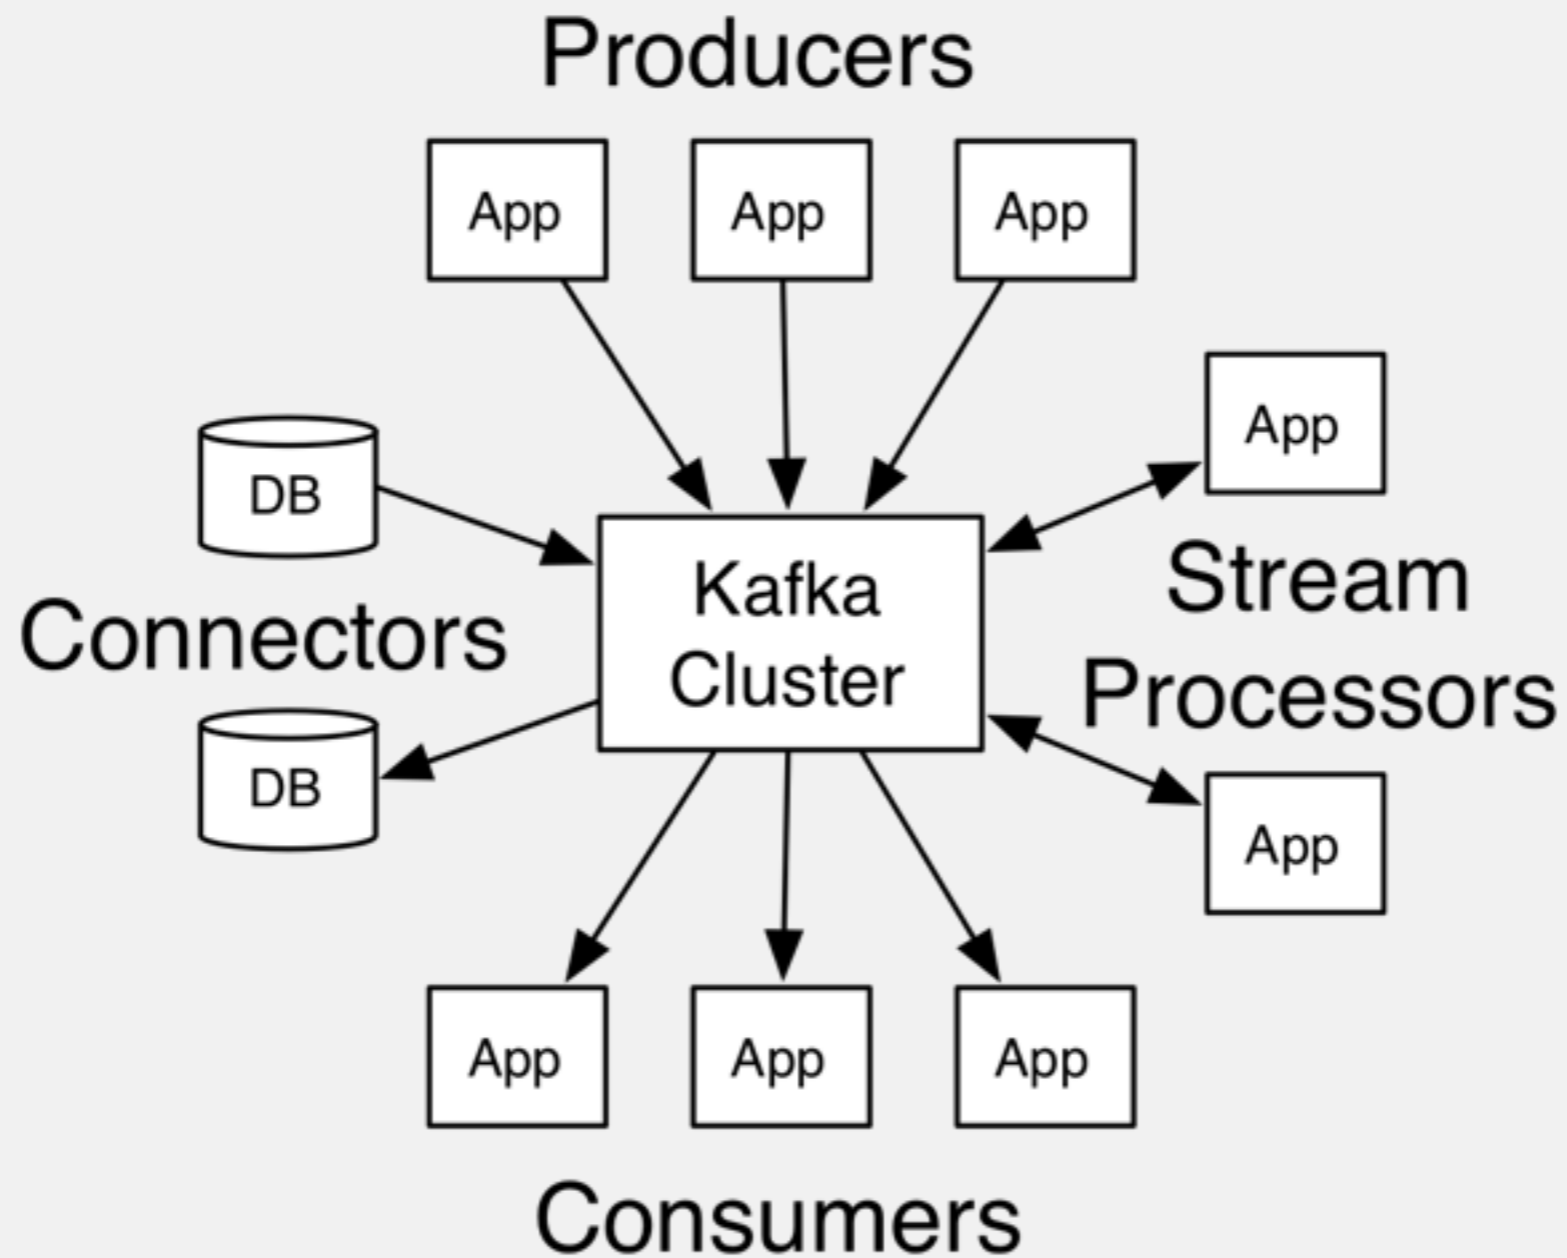 Producers
App
App
App
App
DB
Kafka
Cluster
Stream
Processors
Connectors
DB
App
App
App
App
Consumers